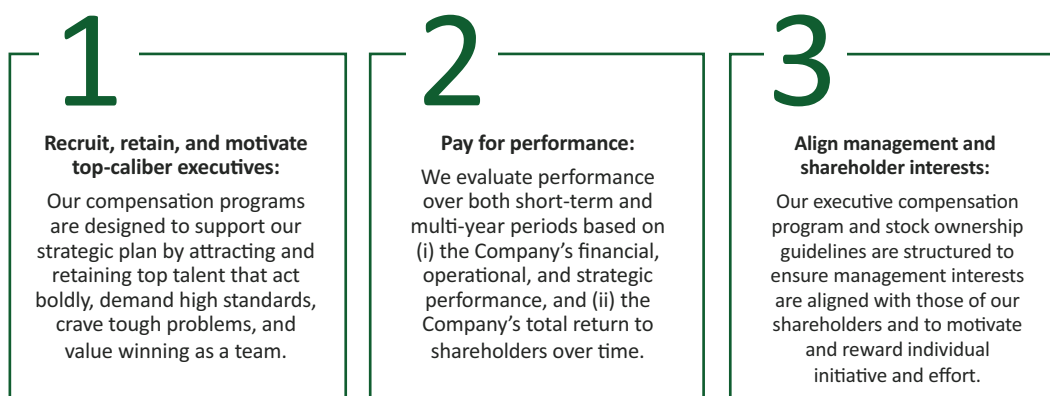 1
Recruit, retain, and motivate
top-caliber executives:
Our compensation programs
are designed to support our
strategic plan by attracting and
retaining top talent that act
boldly, demand high standards,
crave tough problems, and
value winning as a team.
2
Pay for performance:
We evaluate performance
over both short-term and
multi-year periods based on
(i) the Company’s financial,
operational, and strategic
performance, and (ii) the
Company’s total return to
shareholders over time.
3
Align management and
shareholder interests:
Our executive compensation
program and stock ownership
guidelines are structured to
ensure management interests
are aligned with those of our
shareholders and to motivate
and reward individual
initiative and effort.